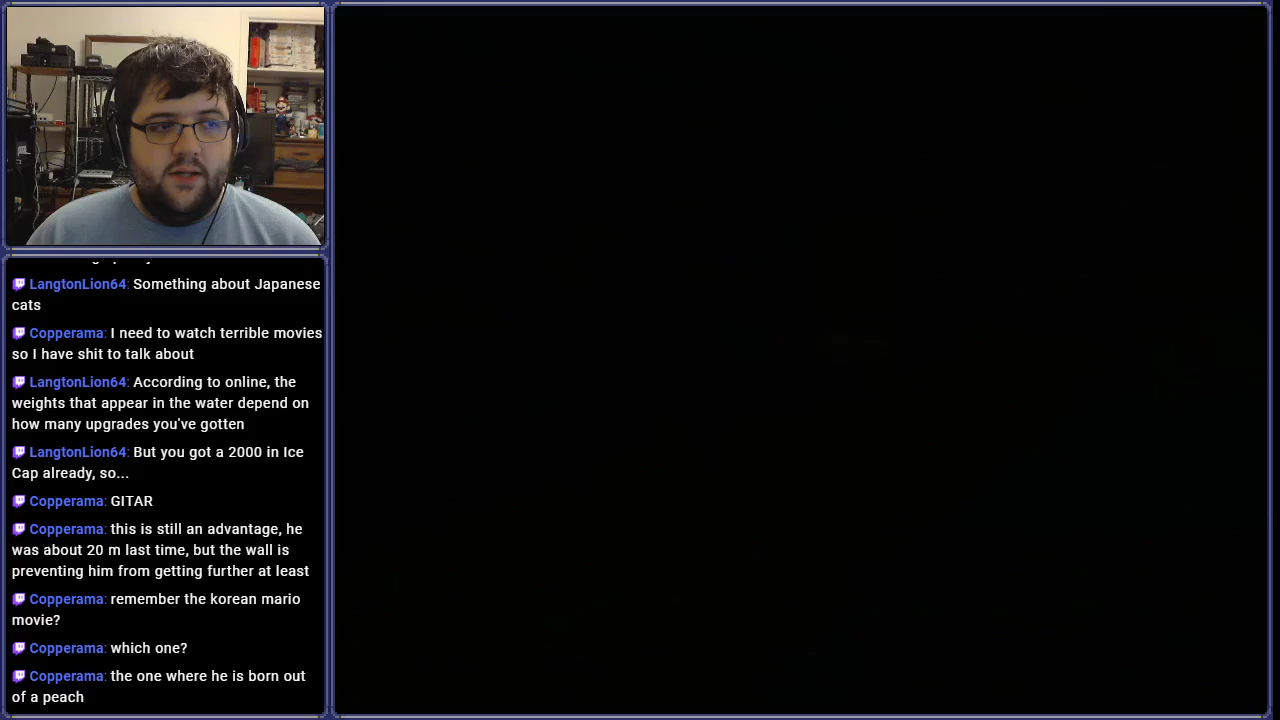 LangtonLion64: Something about Japanese
cats
Copperama: I need to watch terrible movies
so I have shit to talk about
LangtonLion64: According to online, the
weights that appear in the water depend on
how many upgrades you've gotten
LangtonLion64: But you got a 2000 in Ice
Cap already, so...
Copperama: GITAR
Copperama: this is still an advantage, he
was about 20 m last time, but the wall is
preventing him from getting further at least
Copperama: remember the korean mario
movie?
Copperama: which one?
Copperama: the one where he is born out
of a peach